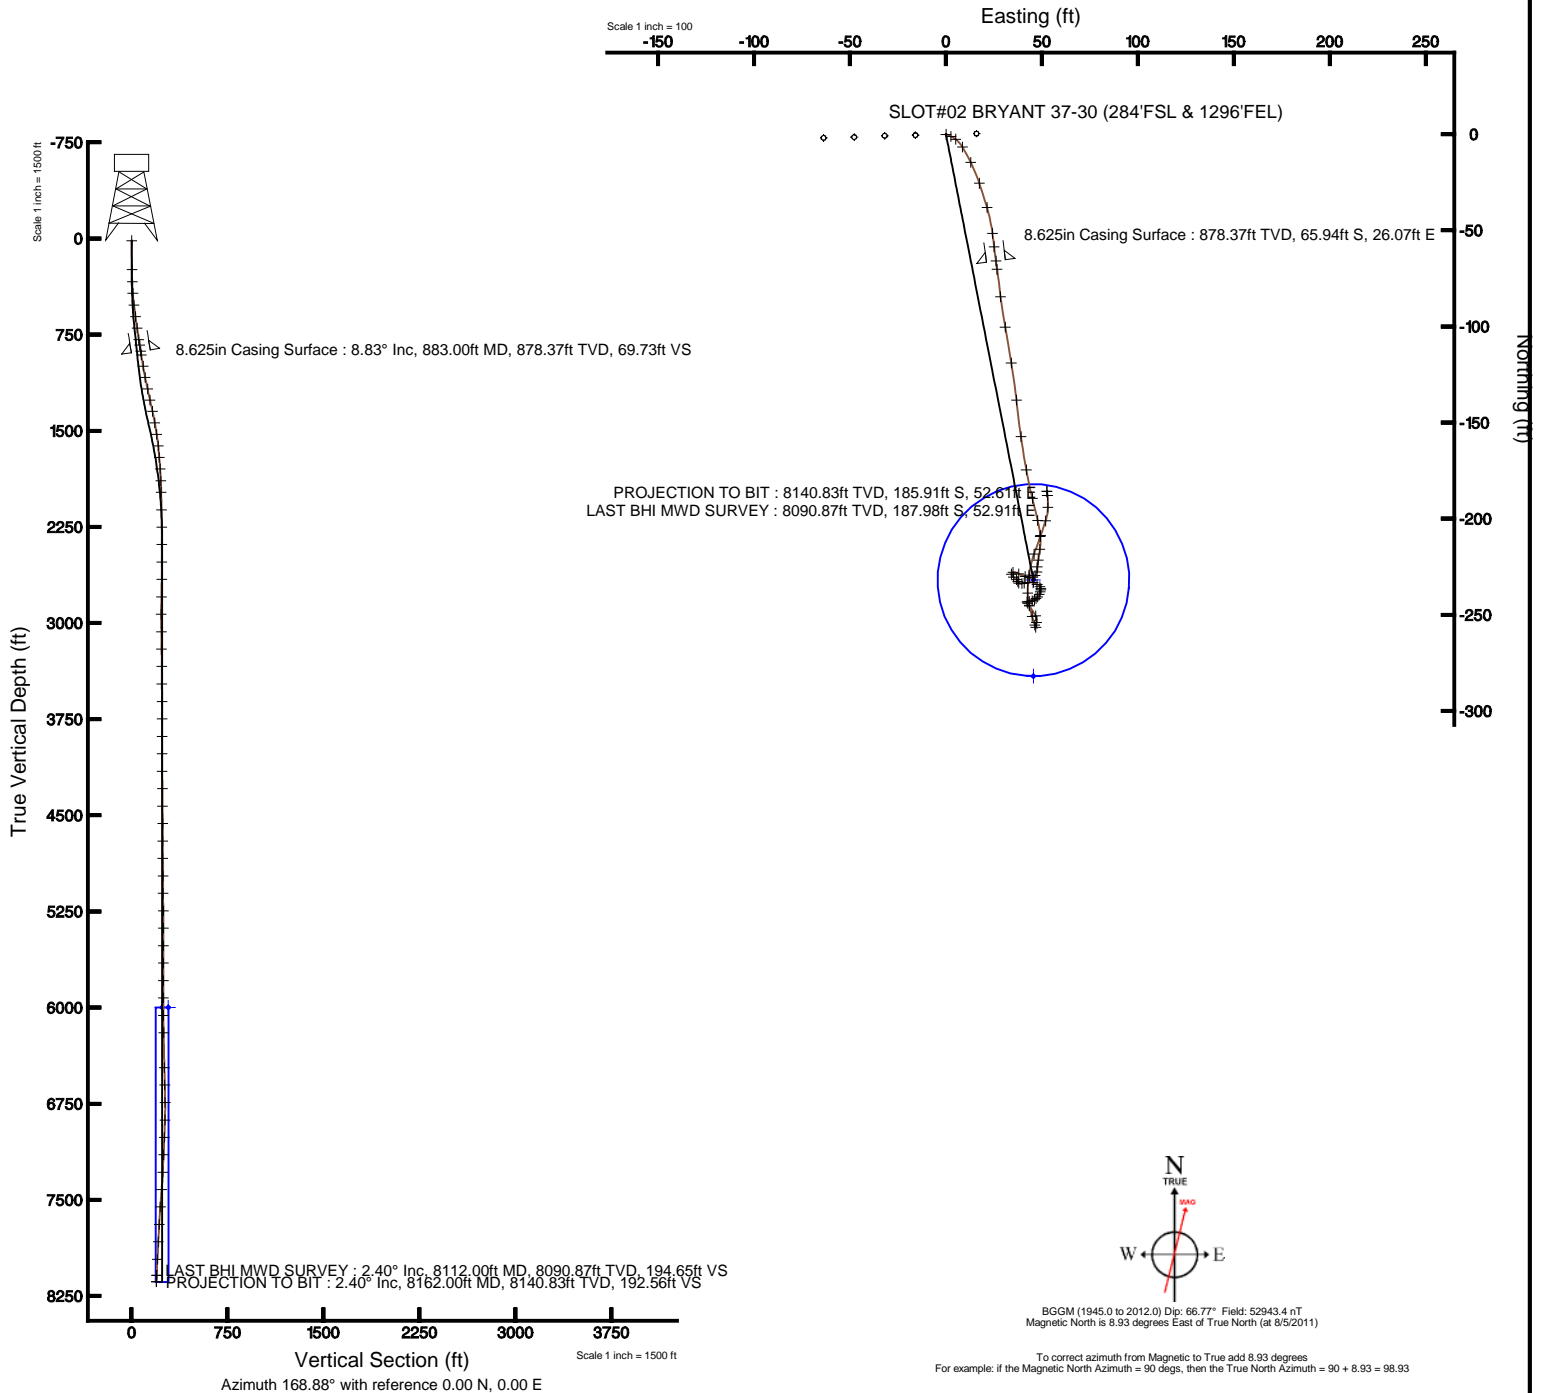 Easting (ft)
Scale 1 inch = 100
-150 -100 -50 0 50 100 150 200 250
SLOT#02 BRYANT 37-30 (284'FSL & 1296'FEL)
0
-50
-100
-150
-200
-250
-300
Northing (ft)
8.625in Casing Surface : 878.37ft TVD, 65.94ft S, 26.07ft E
PROJECTION TO BIT : 8140.83ft TVD, 185.91ft S, 52.61ft E
LAST BHI MWD SURVEY : 8090.87ft TVD, 187.98ft S, 52.91ft E
Scale 1 inch = 1500 ft
True Vertical Depth (ft)
-750
0
750
1500
2250
3000
3750
4500
5250
6000
6750
7500
8250
8.625in Casing Surface : 8.83° Inc, 883.00ft MD, 878.37ft TVD, 69.73ft VS
LAST BHI MWD SURVEY : 2.40° Inc, 8112.00ft MD, 8090.87ft TVD, 194.65ft VS
PROJECTION TO BIT : 2.40° Inc, 8162.00ft MD, 8140.83ft TVD, 192.56ft VS
0 750 1500 2250 3000 3750
Vertical Section (ft)
Scale 1 inch = 1500 ft
Azimuth 168.88° with reference 0.00 N, 0.00 E
N
TRUE
MAG
W E
BGGM (1945.0 to 2012.0) Dip: 66.77° Field: 52943.4 nT
Magnetic North is 8.93 degrees East of True North (at 8/5/2011)
To correct azimuth from Magnetic to True add 8.93 degrees
For example: if the Magnetic North Azimuth = 90 degs, then the True North Azimuth = 90 + 8.93 = 98.93